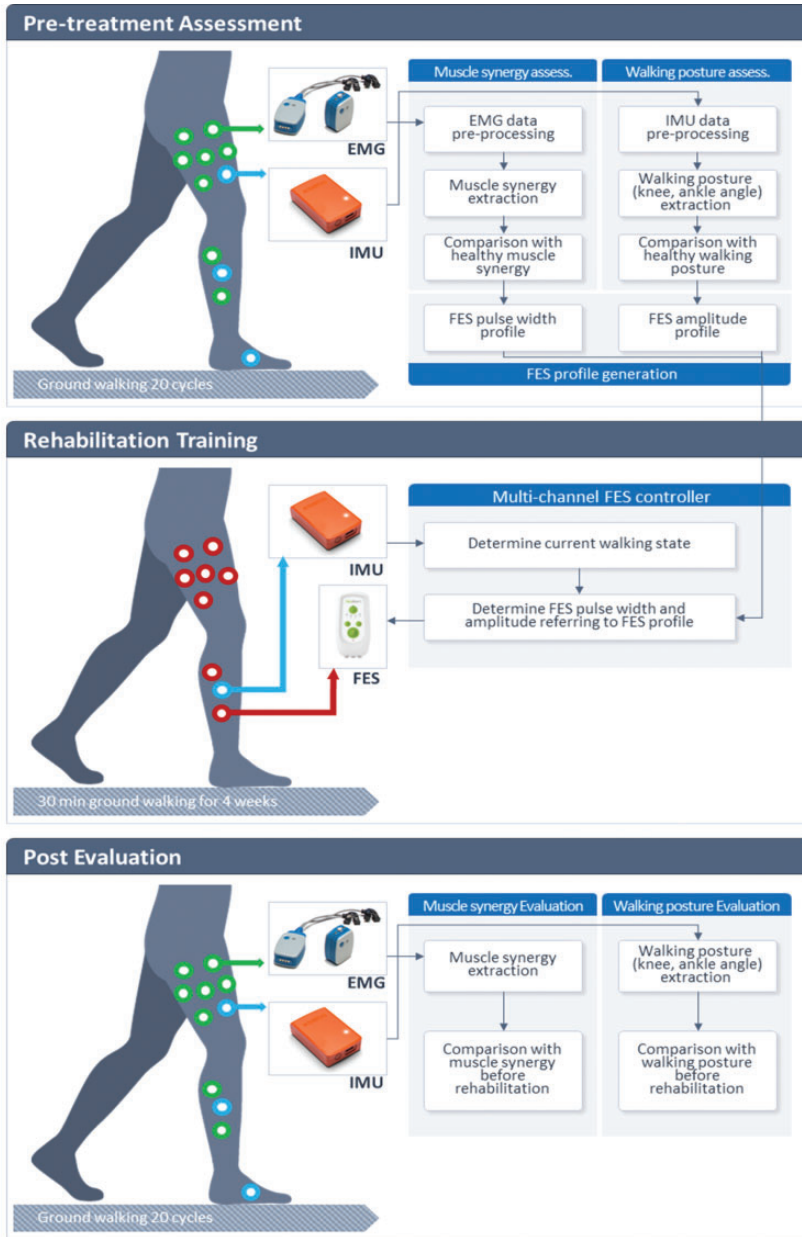 Pre-treatment Assessment
EMG
IMU
Ground walking 20 cycles
Muscle synergy assess.
Walking posture assess.
EMG data
pre-processing
IMU data
pre-processing
Muscle synergy
extraction
Walking posture
(knee, ankle angle)
extraction
Comparison with
healthy muscle
synergy
Comparison with
healthy walking
posture
FES pulse width
profile
FES amplitude
profile
FES profile generation
Rehabilitation Training
IMU
FES
30 min ground walking for 4 weeks
Multi-channel FES controller
Determine current walking state
Determine FES pulse width and
amplitude referring to FES profile
Post Evaluation
EMG
IMU
Ground walking 20 cycles
Muscle synergy Evaluation
Walking posture Evaluation
Muscle synergy
extraction
Walking posture
(knee, ankle angle)
extraction
Comparison with
muscle synergy
before
rehabilitation
Comparison with
walking posture
before
rehabilitation